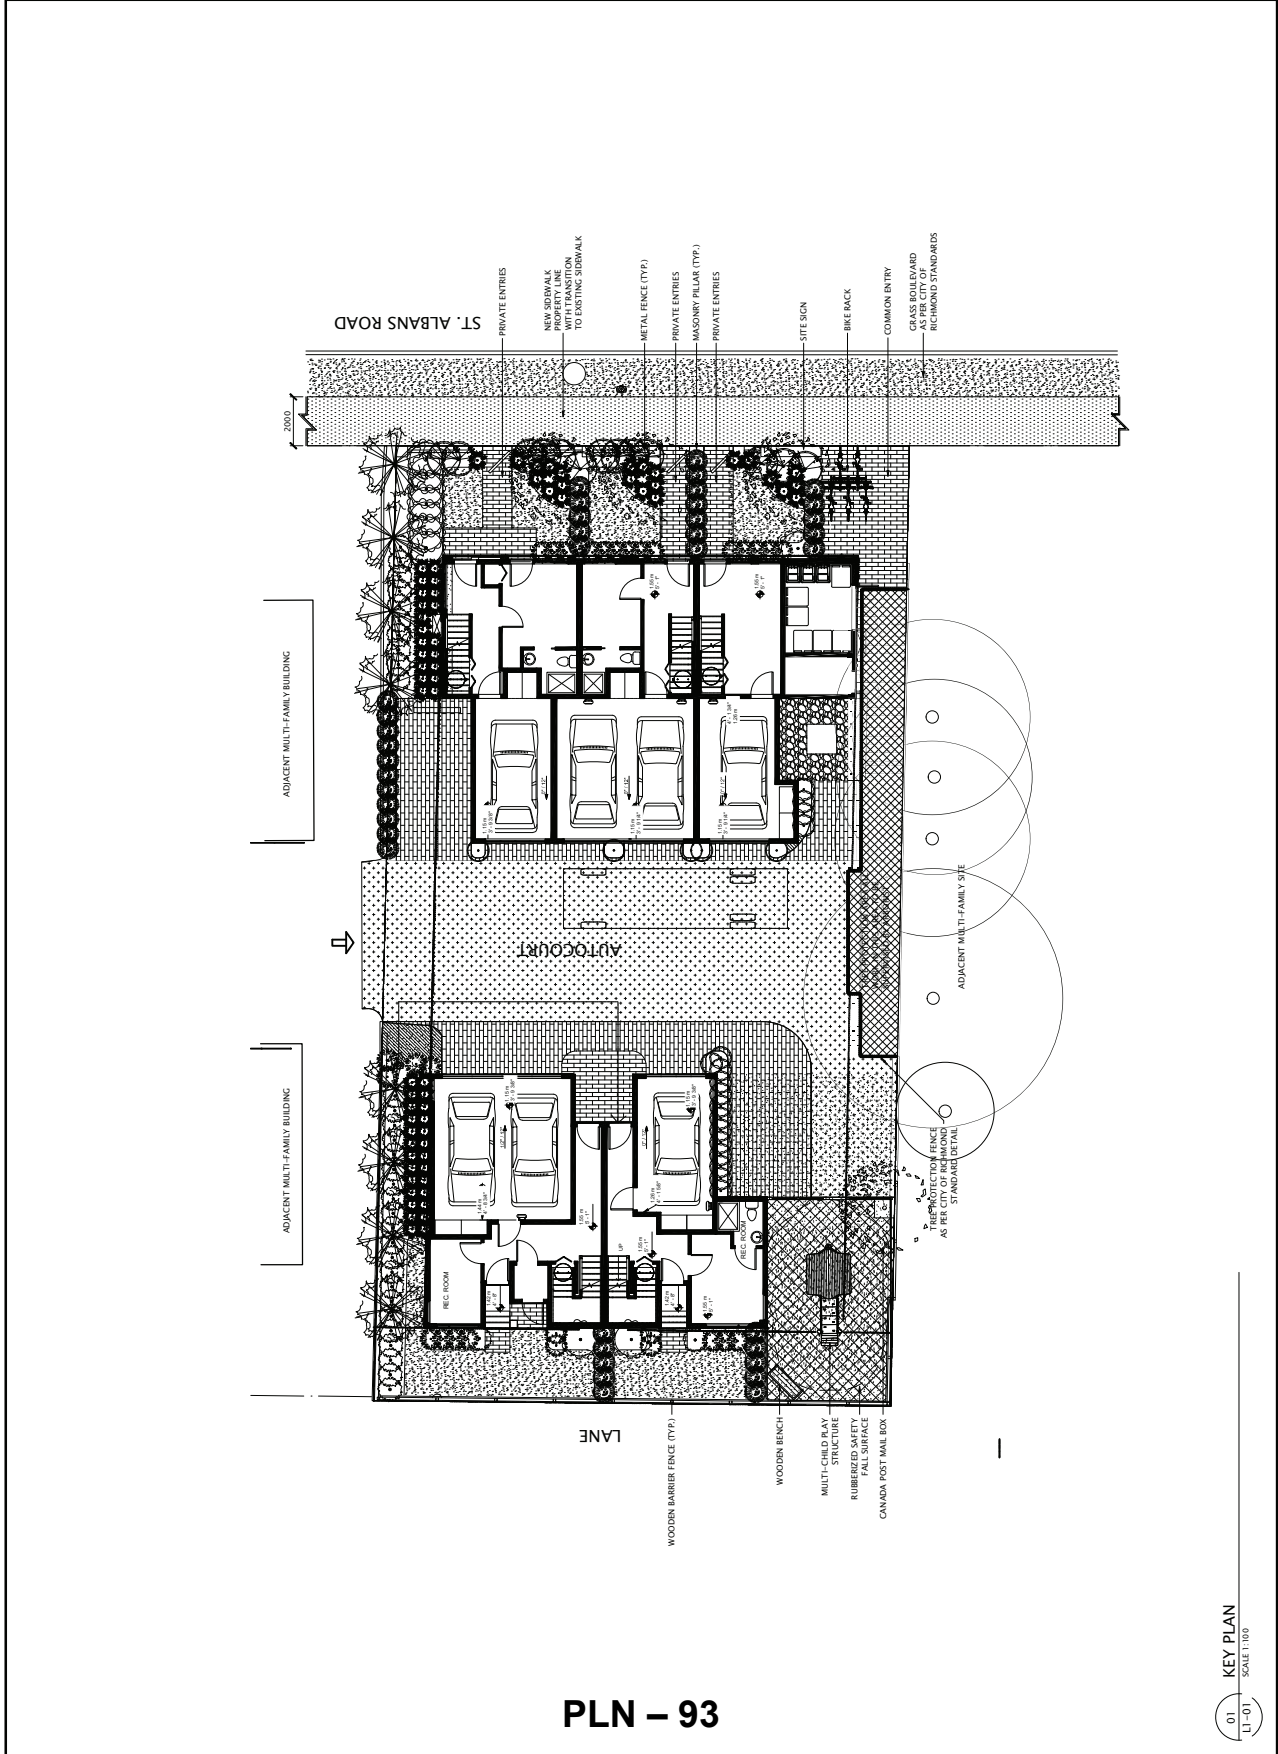 ST. ALBANS ROAD
PRIVATE ENTRIES
NEW SIDEWALK
PROPERTY LINE
WITH TRANSITION
TO EXISTING SIDEWALK
METAL FENCE (TYP.)
PRIVATE ENTRIES
MASONRY PILLAR (TYP.)
PRIVATE ENTRIES
SITE SIGN
BIKE RACK
COMMON ENTRY
GRASS BOULEVARD
AS PER CITY OF
RICHMOND STANDARDS
2000
ADJACENT MULTI-FAMILY BUILDING
ADJACENT MULTI-FAMILY BUILDING
AUTOCOURT
ADJACENT MULTI-FAMILY SITE
TREE PROTECTION FENCE
AS PER CITY OF RICHMOND
STANDARD DETAIL
REC. ROOM
UP
REC. ROOM
LANE
WOODEN BARRIER FENCE (TYP.)
WOODEN BENCH
MULTI-CHILD PLAY
STRUCTURE
RUBBERIZED SAFETY
FALL SURFACE
CANADA POST MAIL BOX
01
L1-01
KEY PLAN
SCALE 1:100
PLN – 93